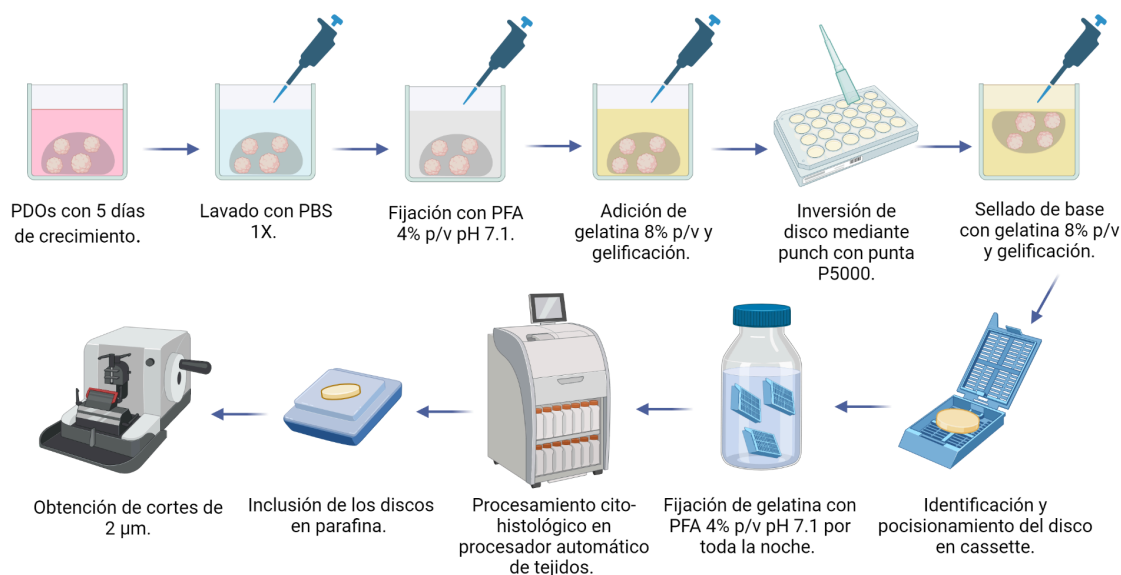 PDOs con 5 días
de crecimiento.
Lavado con PBS
1X.
Fijación con PFA
4% p/v pH 7.1.
Adición de
gelatina 8% p/v y
gelificación.
Inversión de
disco mediante
punch con punta
P5000.
Sellado de base
con gelatina 8% p/v
y gelificación.
Identificación y
pocisionamiento del disco
en cassette.
Fijación de gelatina con
PFA 4% p/v pH 7.1 por
toda la noche.
Procesamiento cito-
histológico en
procesador automático
de tejidos.
Inclusión de los discos
en parafina.
Obtención de cortes de
2 µm.